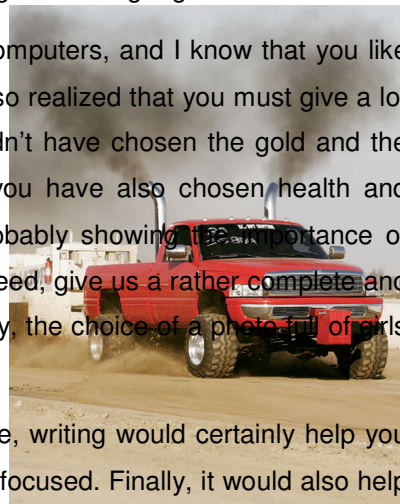 omputers, and I know that you like
so realized that you must give a lo
dn't have chosen the gold and the
you have also chosen health and
obably showing the importance o
eed, give us a rather complete and
y, the choice of a photo full of girls
e, writing would certainly help you
focused. Finally, it would also help